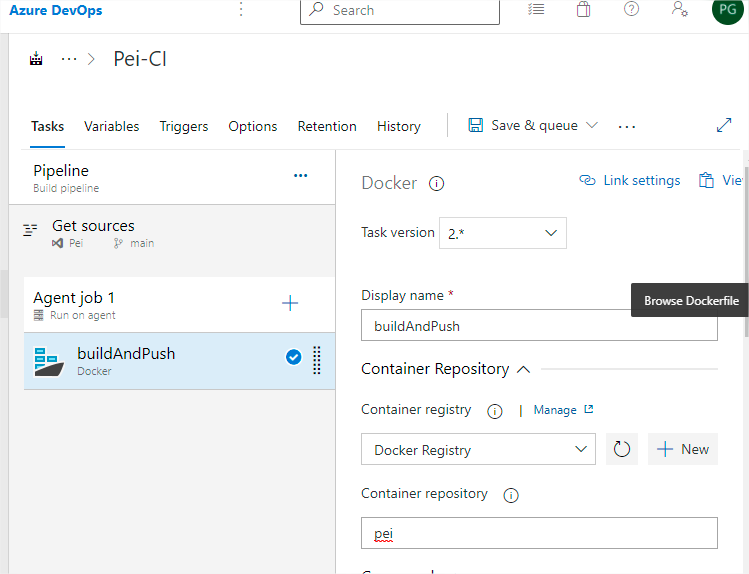 Azure DevOps
Search
PG
Pei-CI
Tasks Variables Triggers Options Retention History Save & queue
Pipeline
Build pipeline
Get sources
Pei main
Agent job 1
Run on agent
buildAndPush
Docker
Docker Link settings
Task version 2.*
Browse Dockerfile
Display name *
buildAndPush
Container Repository
Container registry | Manage
Docker Registry New
Container repository
pei